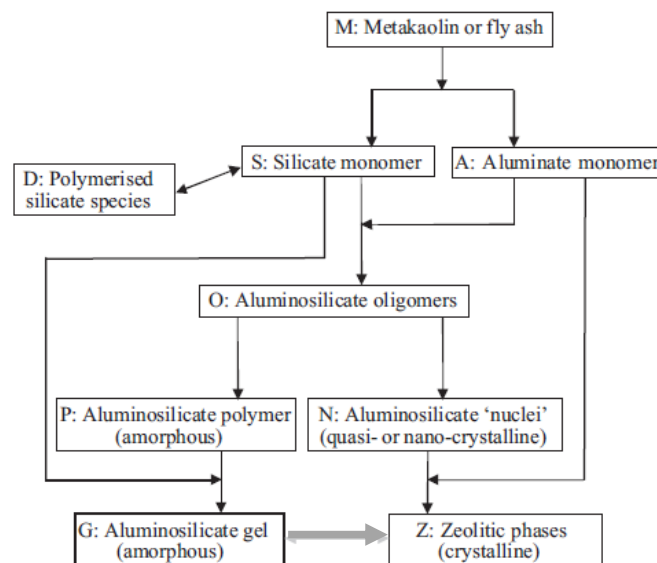 M: Metakaolin or fly ash
S: Silicate monomer
A: Aluminate monomer
D: Polymerised
silicate species
O: Aluminosilicate oligomers
P: Aluminosilicate polymer
(amorphous)
N: Aluminosilicate ‘nuclei’
(quasi- or nano-crystalline)
G: Aluminosilicate gel
(amorphous)
Z: Zeolitic phases
(crystalline)